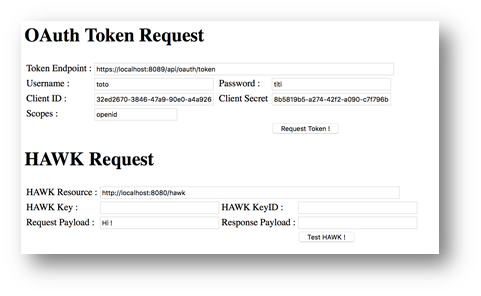 OAuth Token Request
Token Endpoint : https://localhost:8089/api/oauth/token
Username : toto Password : titi
Client ID : 32ed2670-3846-47a9-90e0-a4a926 Client Secret 8b5819b5-a274-42f2-a090-c7f796b
Scopes : openid
Request Token !
HAWK Request
HAWK Resource : http://localhost:8080/hawk
HAWK Key : HAWK KeyID :
Request Payload : Hi ! Response Payload :
Test HAWK !